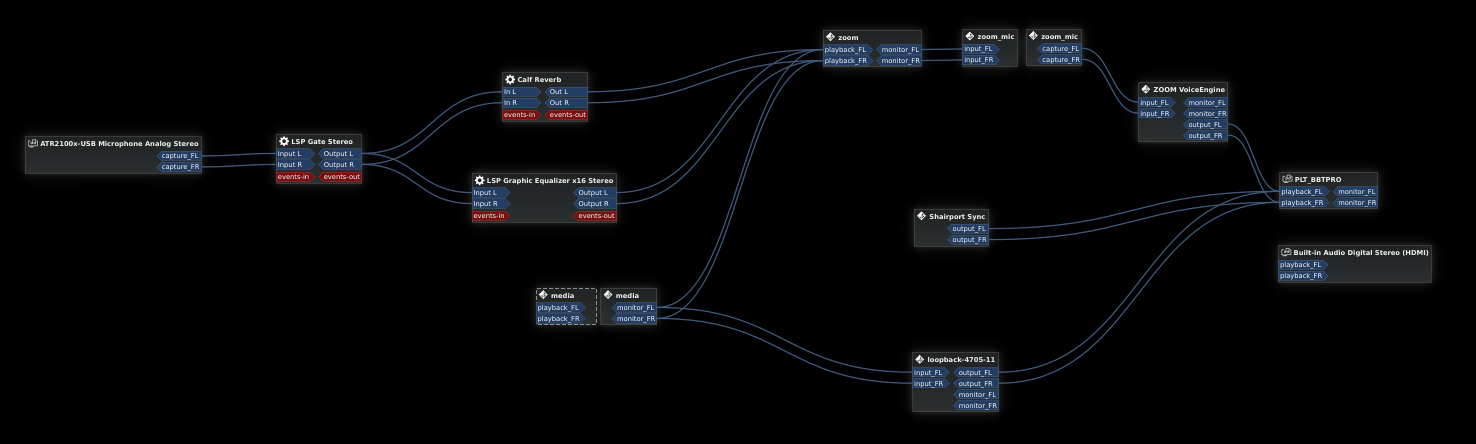 ATR2100x-USB Microphone Analog Stereo
capture_FL
capture_FR
LSP Gate Stereo
Input L Output L
Input R Output R
events-in events-out
Calf Reverb
In L Out L
In R Out R
events-in events-out
LSP Graphic Equalizer x16 Stereo
Input L Output L
Input R Output R
events-in events-out
media
playback_FL
playback_FR
media
monitor_FL
monitor_FR
zoom
playback_FL monitor_FL
playback_FR monitor_FR
zoom_mic
input_FL
input_FR
zoom_mic
capture_FL
capture_FR
ZOOM VoiceEngine
input_FL monitor_FL
input_FR monitor_FR
output_FL
output_FR
Shairport Sync
output_FL
output_FR
PLT_BBTPRO
playback_FL monitor_FL
playback_FR monitor_FR
Built-in Audio Digital Stereo (HDMI)
playback_FL
playback_FR
loopback-4705-11
input_FL output_FL
input_FR output_FR
monitor_FL
monitor_FR